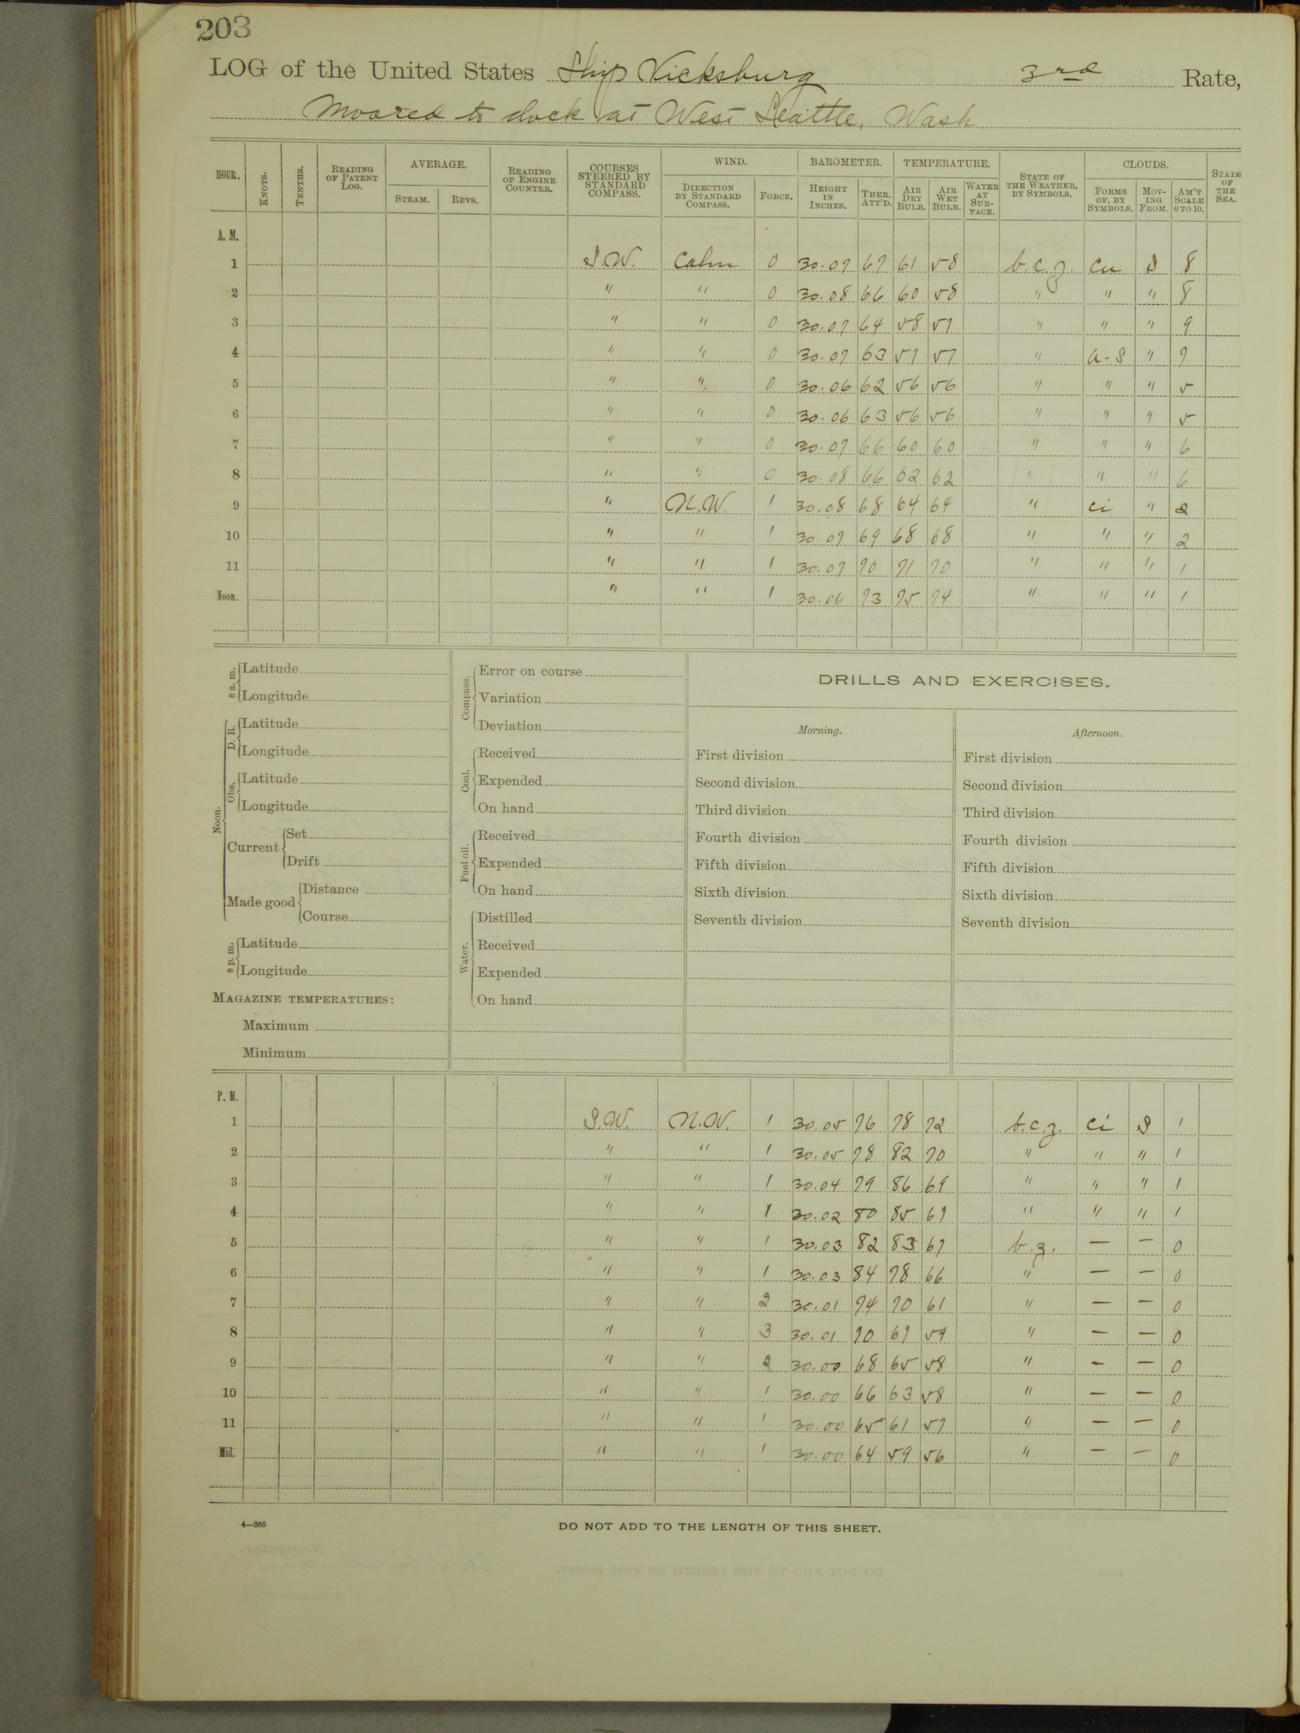 203
LOG of the United States Ship Vicksburg 3rd Rate,
Moored to dock at West Seattle, Wash
HOUR. KNOTS. TENTHS. READING OF PATENT LOG. AVERAGE. STEAM. REVS. READING OF ENGINE COUNTER. COURSES STEERED BY STANDARD COMPASS. WIND. DIRECTION BY STANDARD COMPASS. FORCE. BAROMETER. HEIGHT IN INCHES. THER. ATT'D. TEMPERATURE. AIR DRY BULB. AIR WET BULB. WATER AT SURFACE. STATE OF THE WEATHER, BY SYMBOLS. CLOUDS. FORMS OF, BY SYMBOLS. MOVING FROM. AM'T SCALE 0 TO 10. STATE OF THE SEA.
A. M.
1 S.W. Calm 0 30.07 67 61 58 b.c.z. Cu S 8
2 " " 0 30.08 66 60 58 " " " 8
3 " " 0 30.07 64 58 57 " " " 9
4 " " 0 30.07 63 57 57 " A-S " 7
5 " " 0 30.06 62 56 56 " " " 5
6 " " 0 30.06 63 56 56 " " " 5
7 " " 0 30.07 66 60 60 " " " 6
8 " " 0 30.08 66 62 62 " " " 6
9 " N.W. 1 30.08 68 64 64 " Ci " 2
10 " " 1 30.07 69 68 68 " " " 2
11 " " 1 30.07 70 71 70 " " " 1
Noon. " " 1 30.06 73 75 74 " " " 1
8 a.m. Latitude
Longitude
Noon. D. R. Latitude
Longitude
Obs. Latitude
Longitude
Current Set
Drift
Made good Distance
Course
8 p.m. Latitude
Longitude
MAGAZINE TEMPERATURES:
Maximum
Minimum
Compass. Error on course
Variation
Deviation
Coal. Received
Expended
On hand
Fuel oil. Received
Expended
On hand
Water. Distilled
Received
Expended
On hand
DRILLS AND EXERCISES.
Morning.
First division
Second division
Third division
Fourth division
Fifth division
Sixth division
Seventh division
Afternoon.
First division
Second division
Third division
Fourth division
Fifth division
Sixth division
Seventh division
P. M.
1 S.W. N.W. 1 30.05 76 78 72 b.c.z. Ci S 1
2 " " 1 30.05 78 82 70 " " " 1
3 " " 1 30.04 79 86 69 " " " 1
4 " " 1 30.02 80 85 67 " " " 1
5 " " 1 30.03 82 83 67 b.z. — — 0
6 " " 1 30.03 84 78 66 " — — 0
7 " " 2 30.01 74 70 61 " — — 0
8 " " 3 30.01 70 67 59 " — — 0
9 " " 2 30.00 68 65 58 " — — 0
10 " " 1 30.00 66 63 58 " — — 0
11 " " 1 30.00 65 61 57 " — — 0
Mid. " " 1 30.00 64 59 56 " — — 0
4—265
DO NOT ADD TO THE LENGTH OF THIS SHEET.